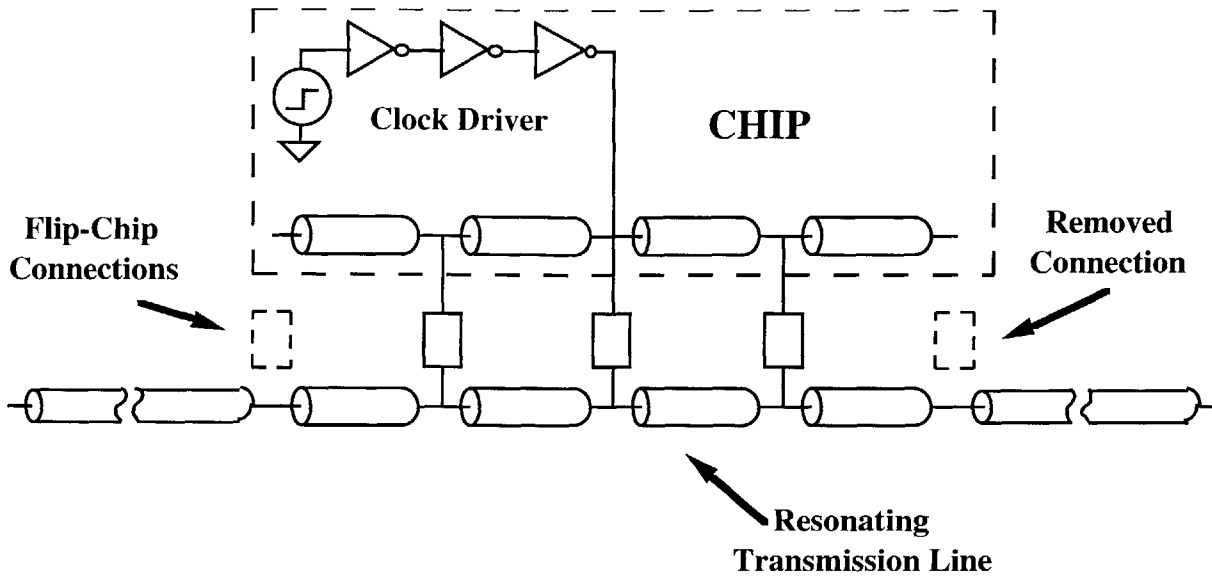 Clock Driver
CHIP
Flip-Chip
Connections
Removed
Connection
Resonating
Transmission Line